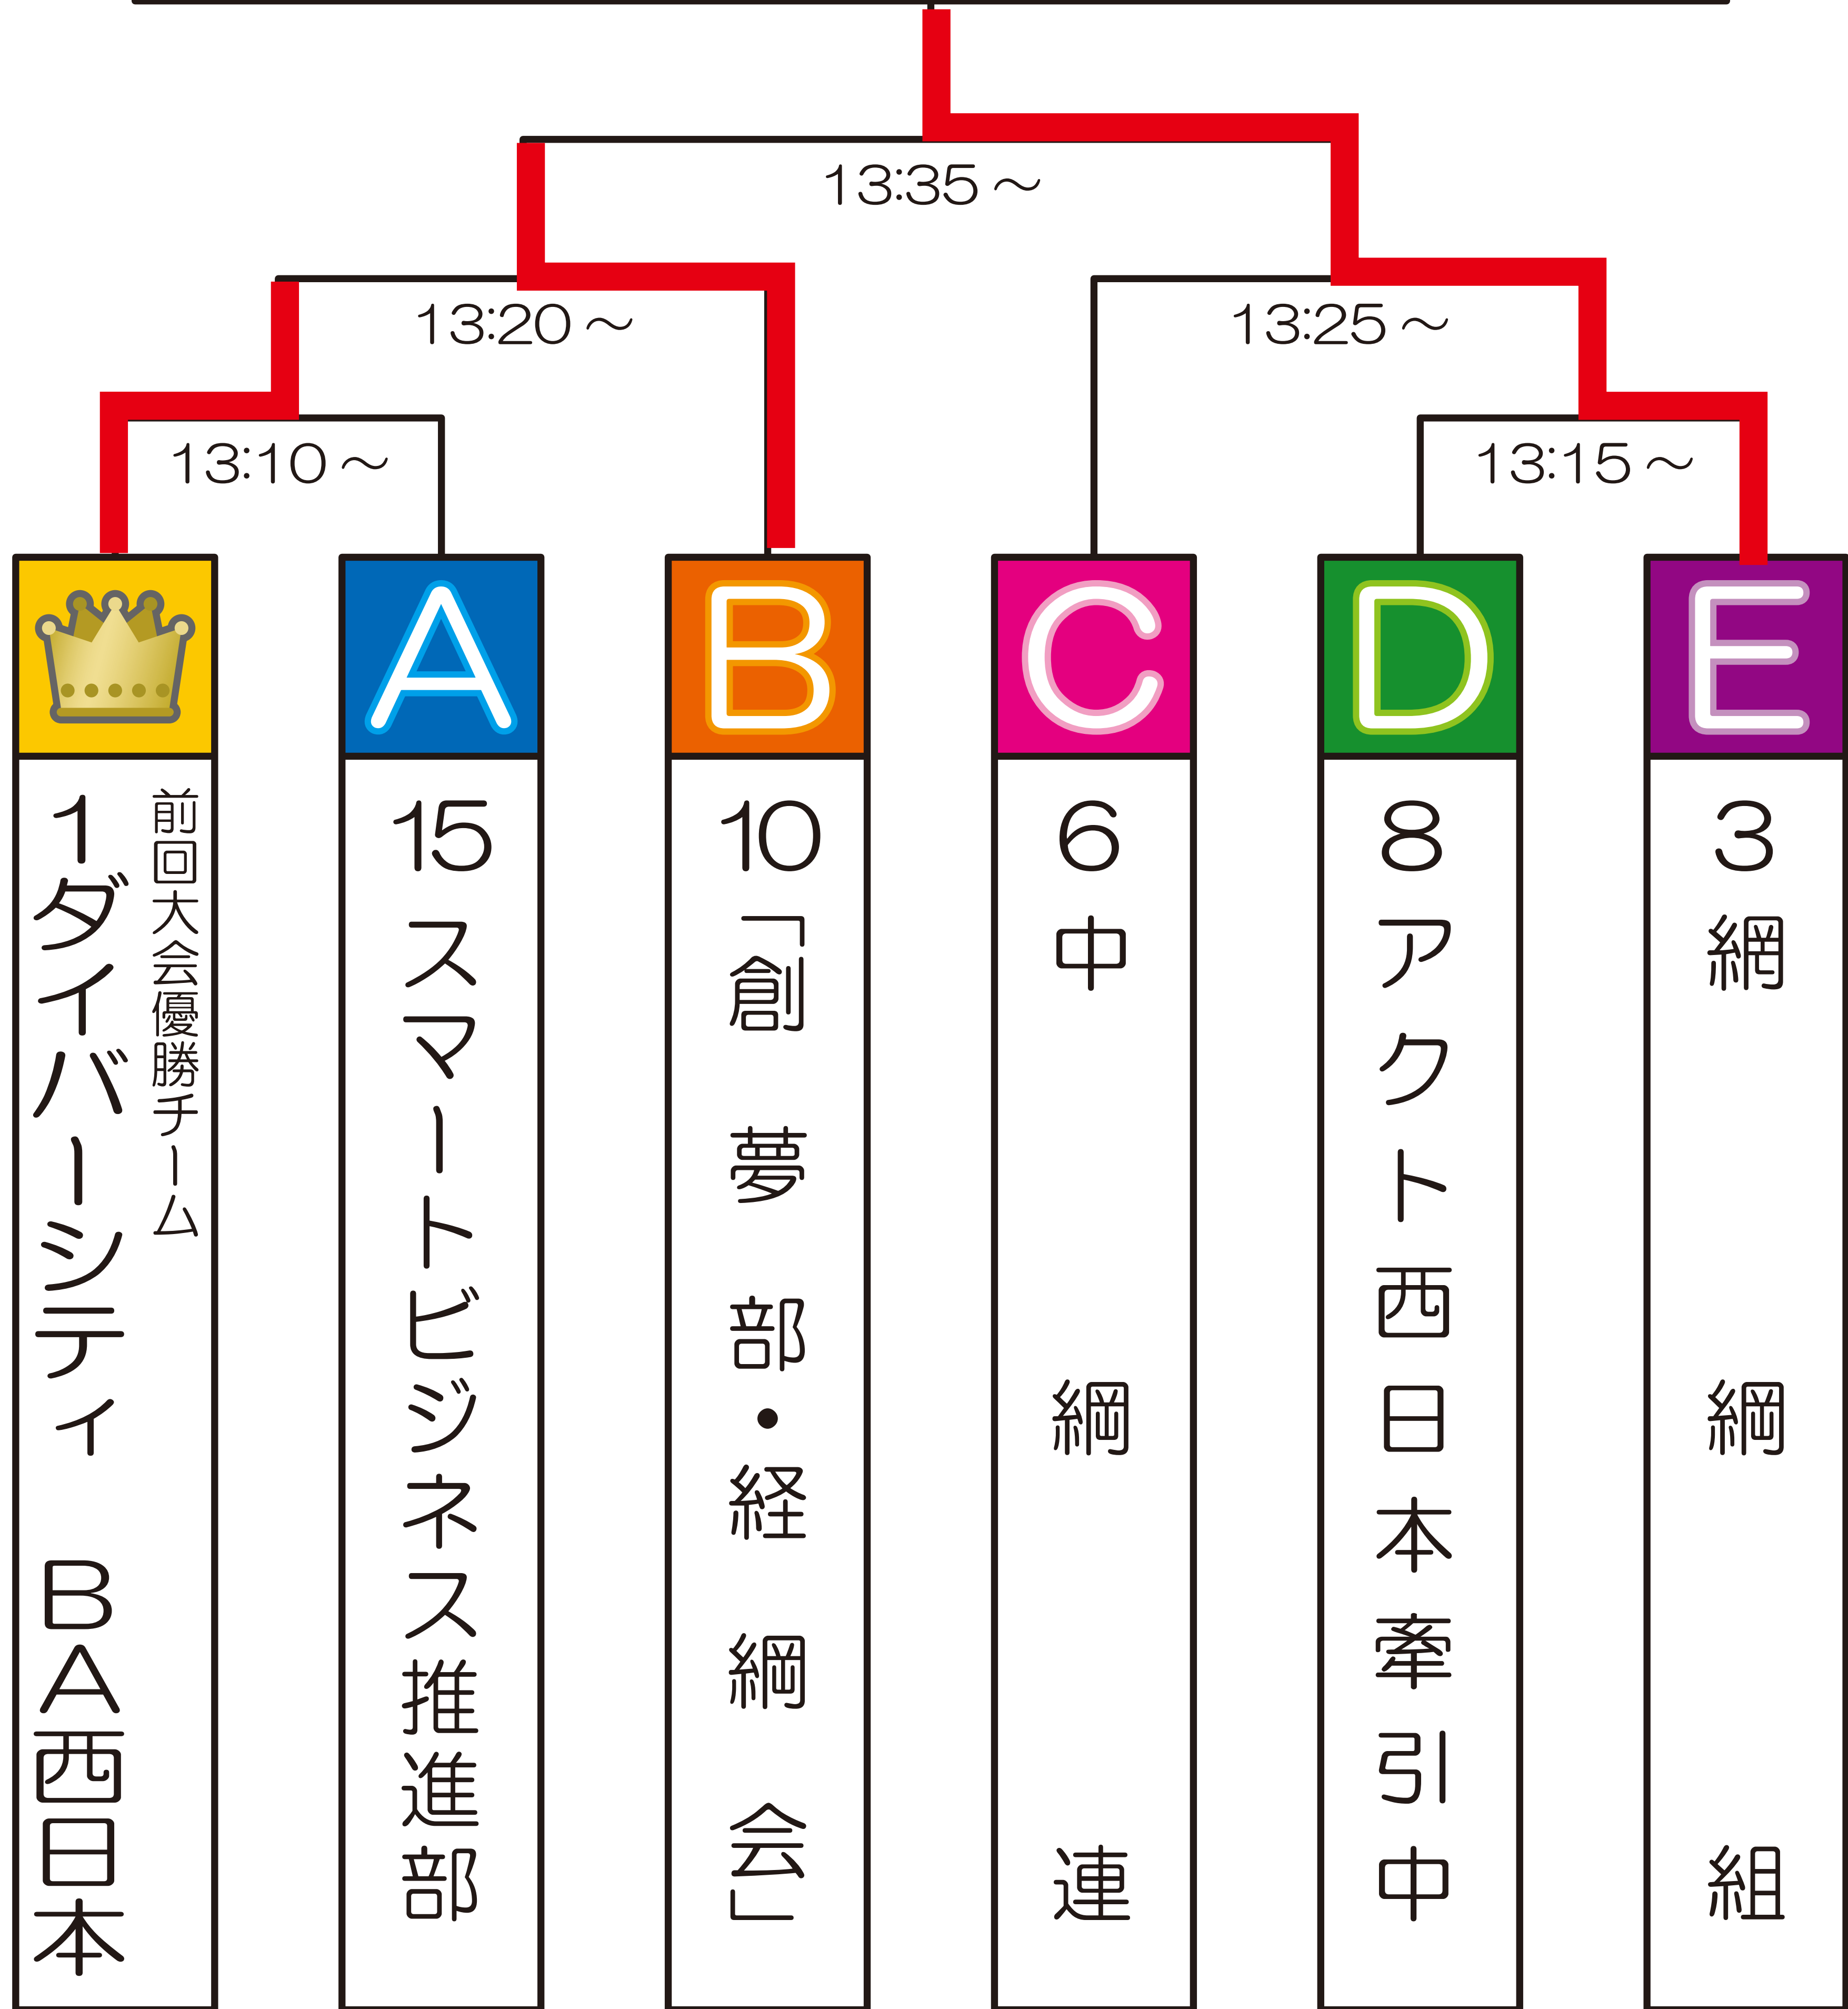 13:35～
13:20～
13:25～
13:10～
13:15～
A
B
C
D
E
前回大会優勝チーム
1ダイバーシティ BA西日本
15スマートビジネス推進部
10「創夢部・経綱会」
6中綱連
8アクト西日本牽引中
3網綱組